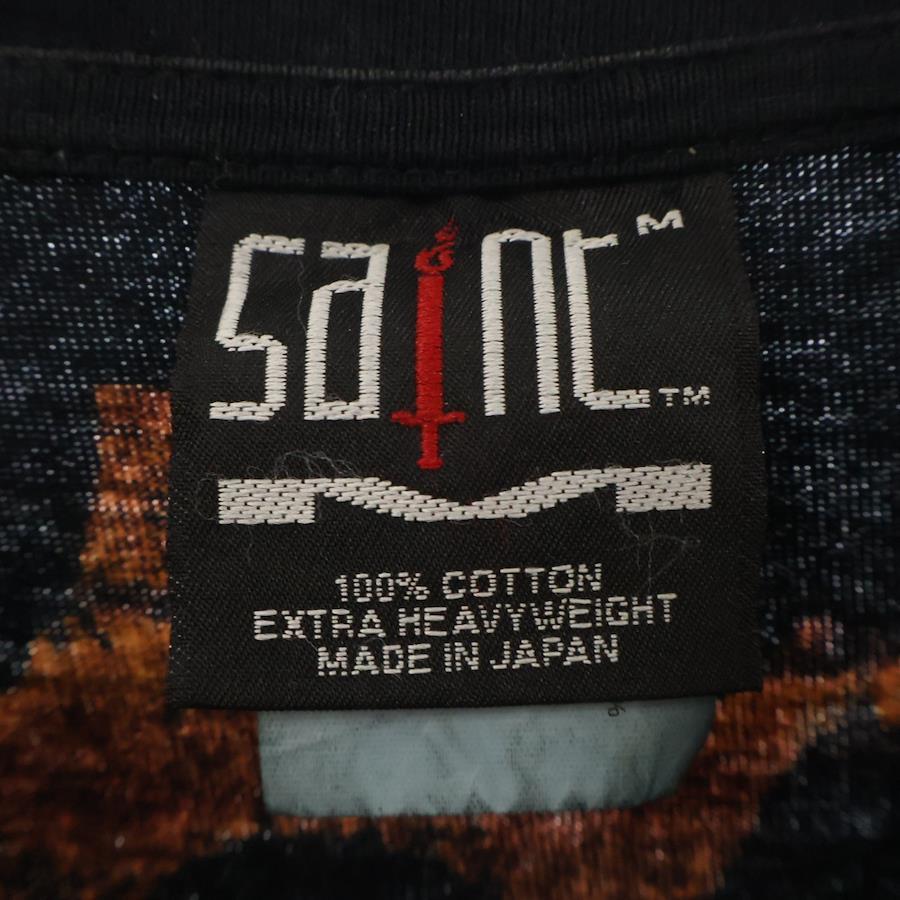 SaINt M
TM
100% COTTON
EXTRA HEAVYWEIGHT
MADE IN JAPAN